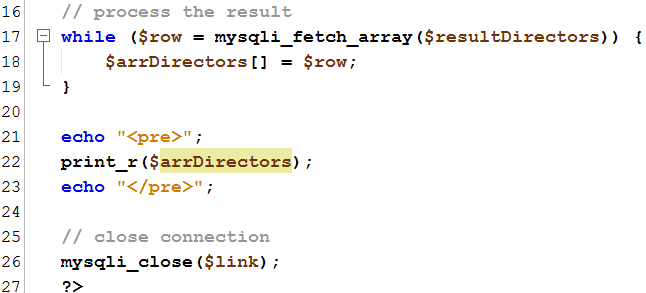 16 // process the result
17 while ($row = mysqli_fetch_array($resultDirectors)) {
18 $arrDirectors[] = $row;
19 }
20
21 echo "<pre>";
22 print_r($arrDirectors);
23 echo "</pre>";
24
25 // close connection
26 mysqli_close($link);
27 ?>